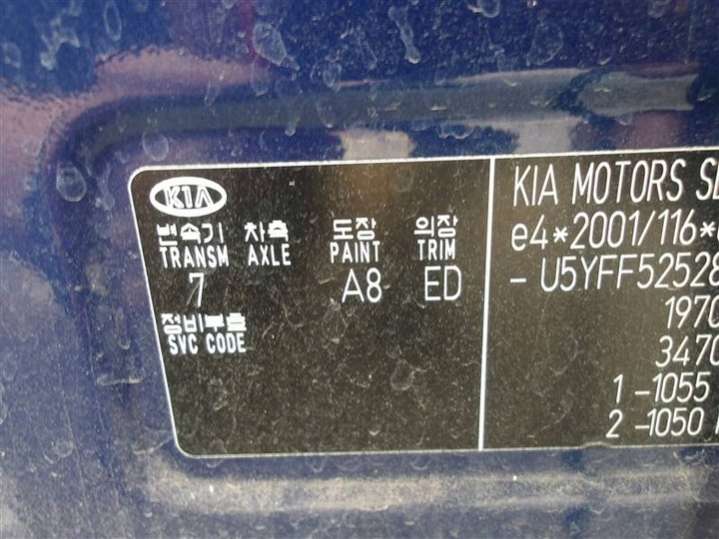 KIA
변속기 차축 도장 의장
TRANSM AXLE PAINT TRIM
7 A8 ED
정비부호
SVC CODE
KIA MOTORS
e4*2001/116*
- U5YFF5252
1970
3470
1 -1055
2 -1050